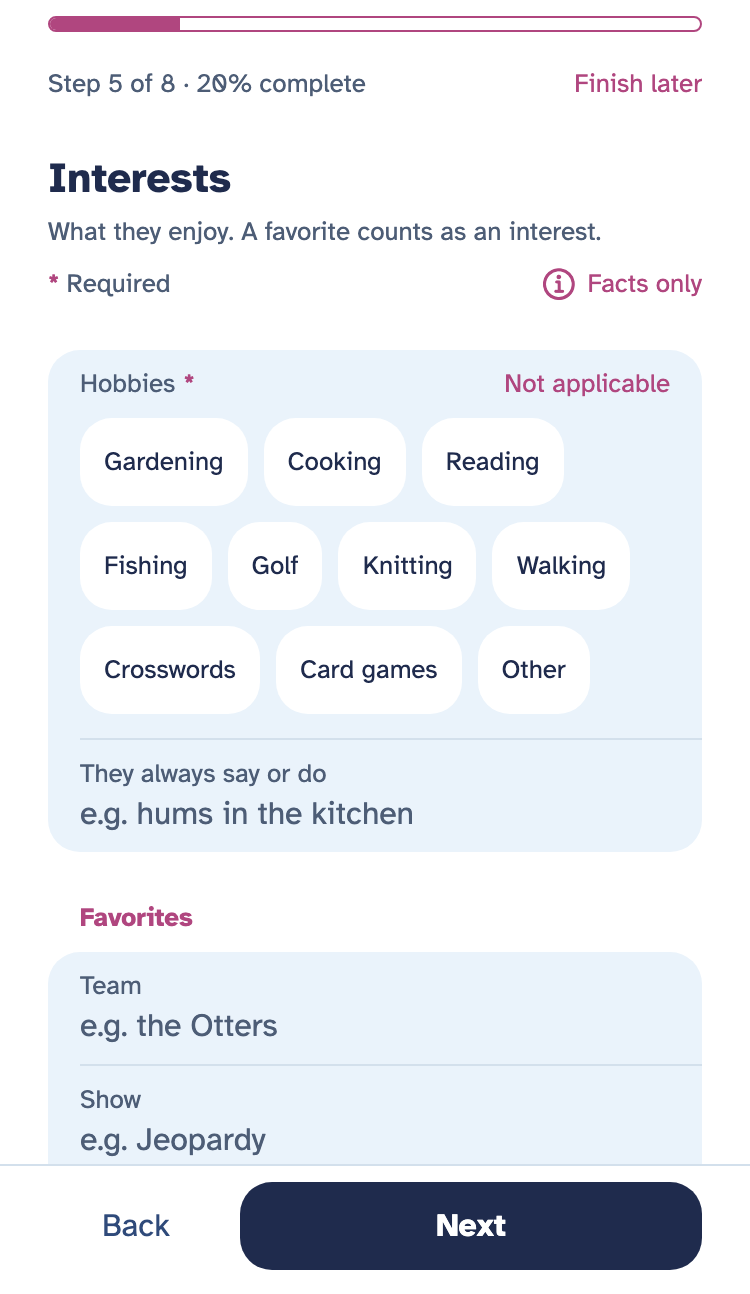 Step 5 of 8 · 20% complete
Finish later
Interests
What they enjoy. A favorite counts as an interest.
* Required
Facts only
Hobbies *
Not applicable
Gardening
Cooking
Reading
Fishing
Golf
Knitting
Walking
Crosswords
Card games
Other
They always say or do
e.g. hums in the kitchen
Favorites
Team
e.g. the Otters
Show
e.g. Jeopardy
Back
Next